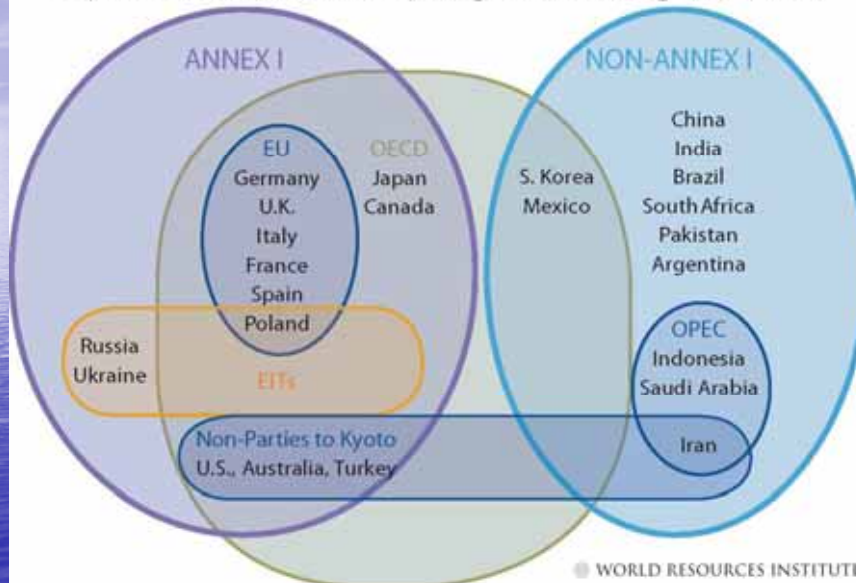 ANNEX I
NON-ANNEX I
EU
Germany
U.K.
Italy
France
Spain
Poland
OECD
Japan
Canada
S. Korea
Mexico
China
India
Brazil
South Africa
Pakistan
Argentina
OPEC
Indonesia
Saudi Arabia
Iran
Russia
Ukraine
EITs
Non-Parties to Kyoto
U.S., Australia, Turkey
WORLD RESOURCES INSTITUTE